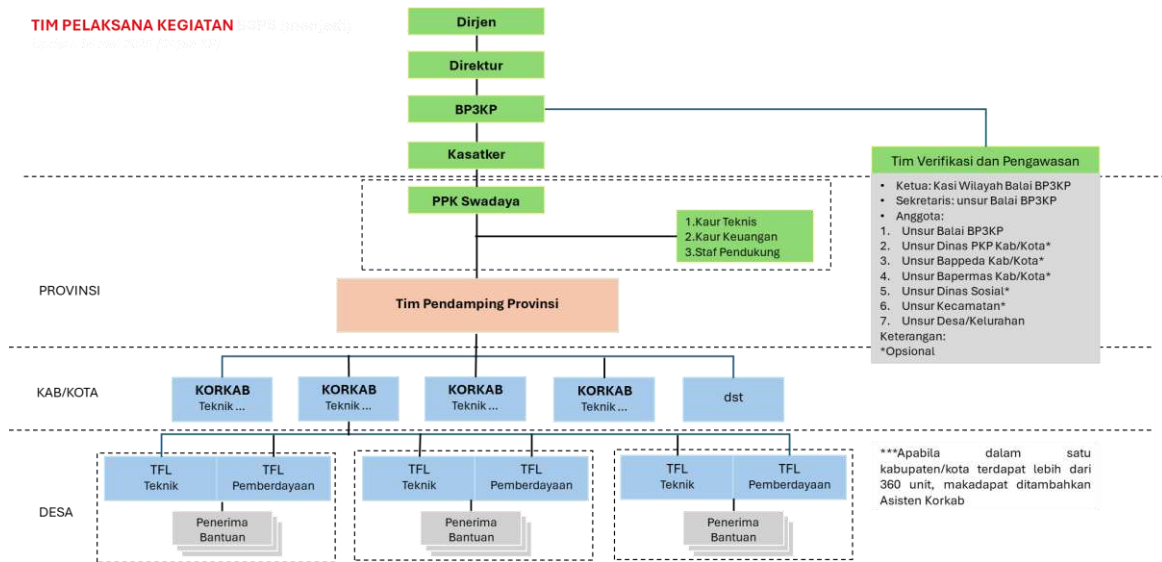 TIM PELAKSANA KEGIATAN
Dirjen
Direktur
BP3KP
Kasatker
Tim Verifikasi dan Pengawasan
• Ketua: Kasi Wilayah Balai BP3KP
• Sekretaris: unsur Balai BP3KP
• Anggota:
1. Unsur Balai BP3KP
2. Unsur Dinas PKP Kab/Kota*
3. Unsur Bappeda Kab/Kota*
4. Unsur Bapermas Kab/Kota*
5. Unsur Dinas Sosial*
6. Unsur Kecamatan*
7. Unsur Desa/Kelurahan
Keterangan:
*Opsional
PPK Swadaya
1.Kaur Teknis
2.Kaur Keuangan
3.Staf Pendukung
PROVINSI
Tim Pendamping Provinsi
KAB/KOTA
KORKAB
Teknik ...
KORKAB
Teknik ...
KORKAB
Teknik ...
KORKAB
Teknik ...
dst
DESA
TFL
Teknik
TFL
Pemberdayaan
Penerima
Bantuan
TFL
Teknik
TFL
Pemberdayaan
Penerima
Bantuan
TFL
Teknik
TFL
Pemberdayaan
Penerima
Bantuan
***Apabila dalam satu
kabupaten/kota terdapat lebih dari
360 unit, makadapat ditambahkan
Asisten Korkab